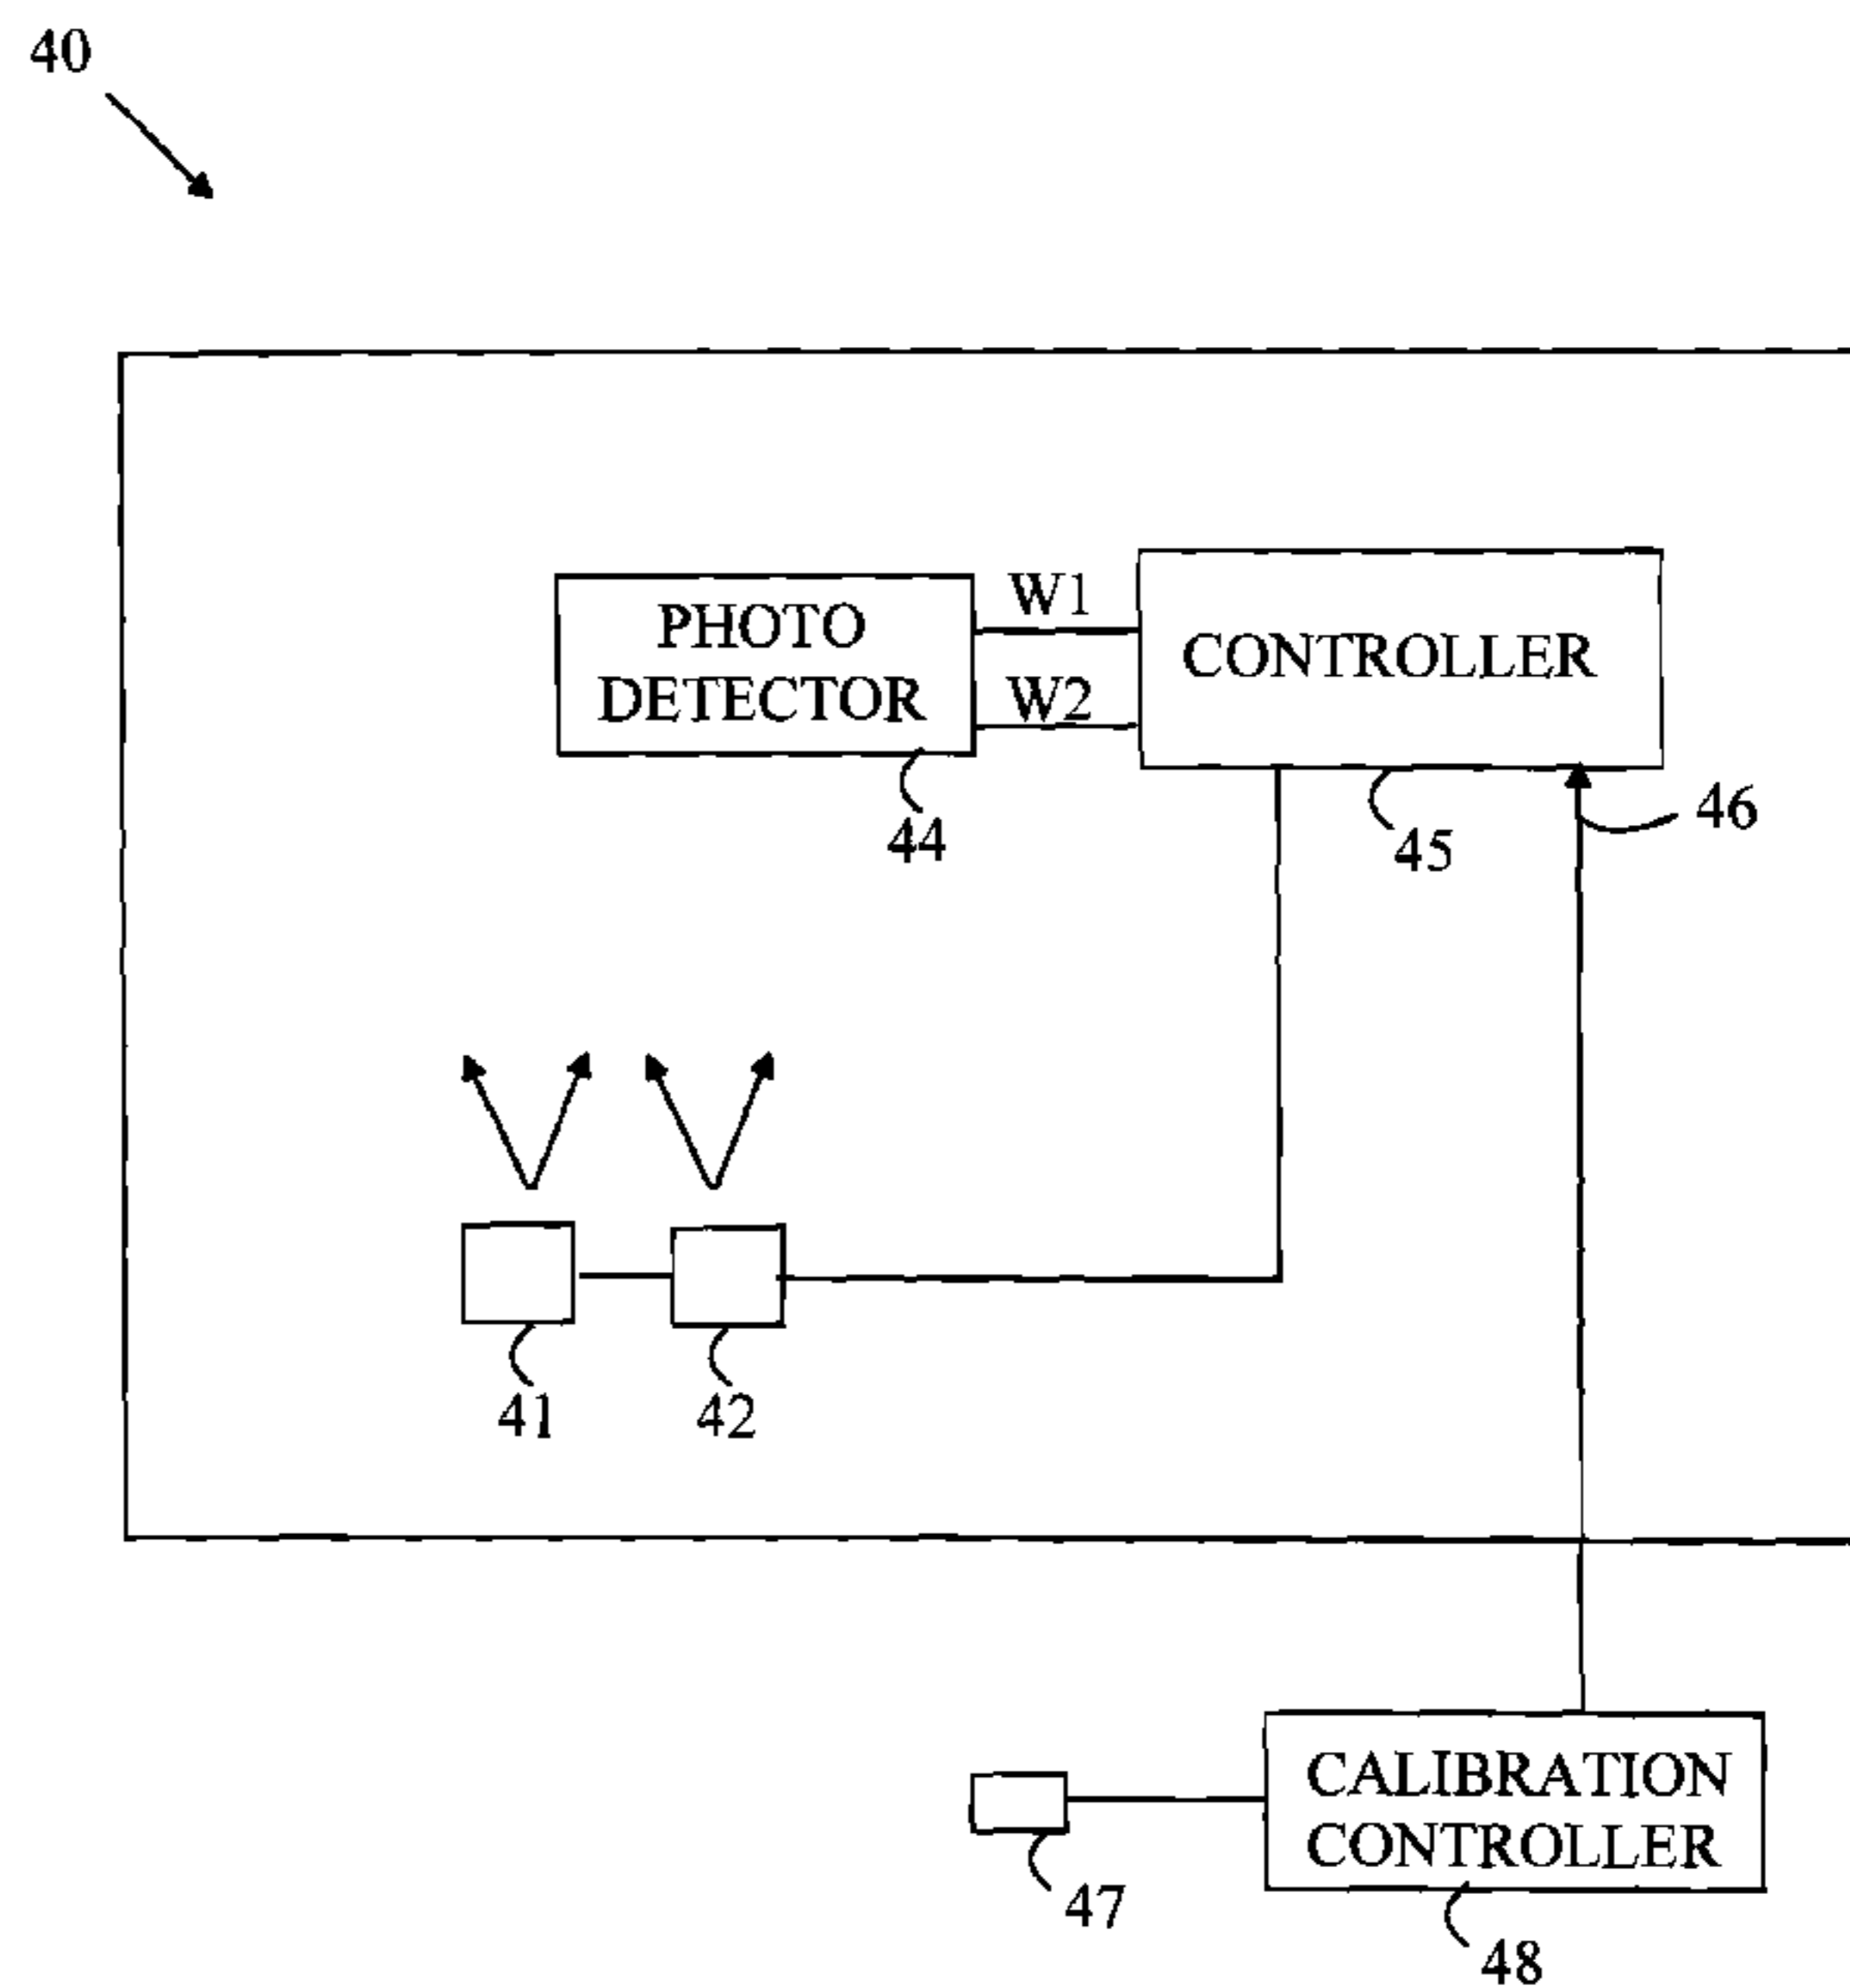 40
PHOTO
DETECTOR
W1
W2
CONTROLLER
44
45
46
41
42
CALIBRATION
CONTROLLER
47
48